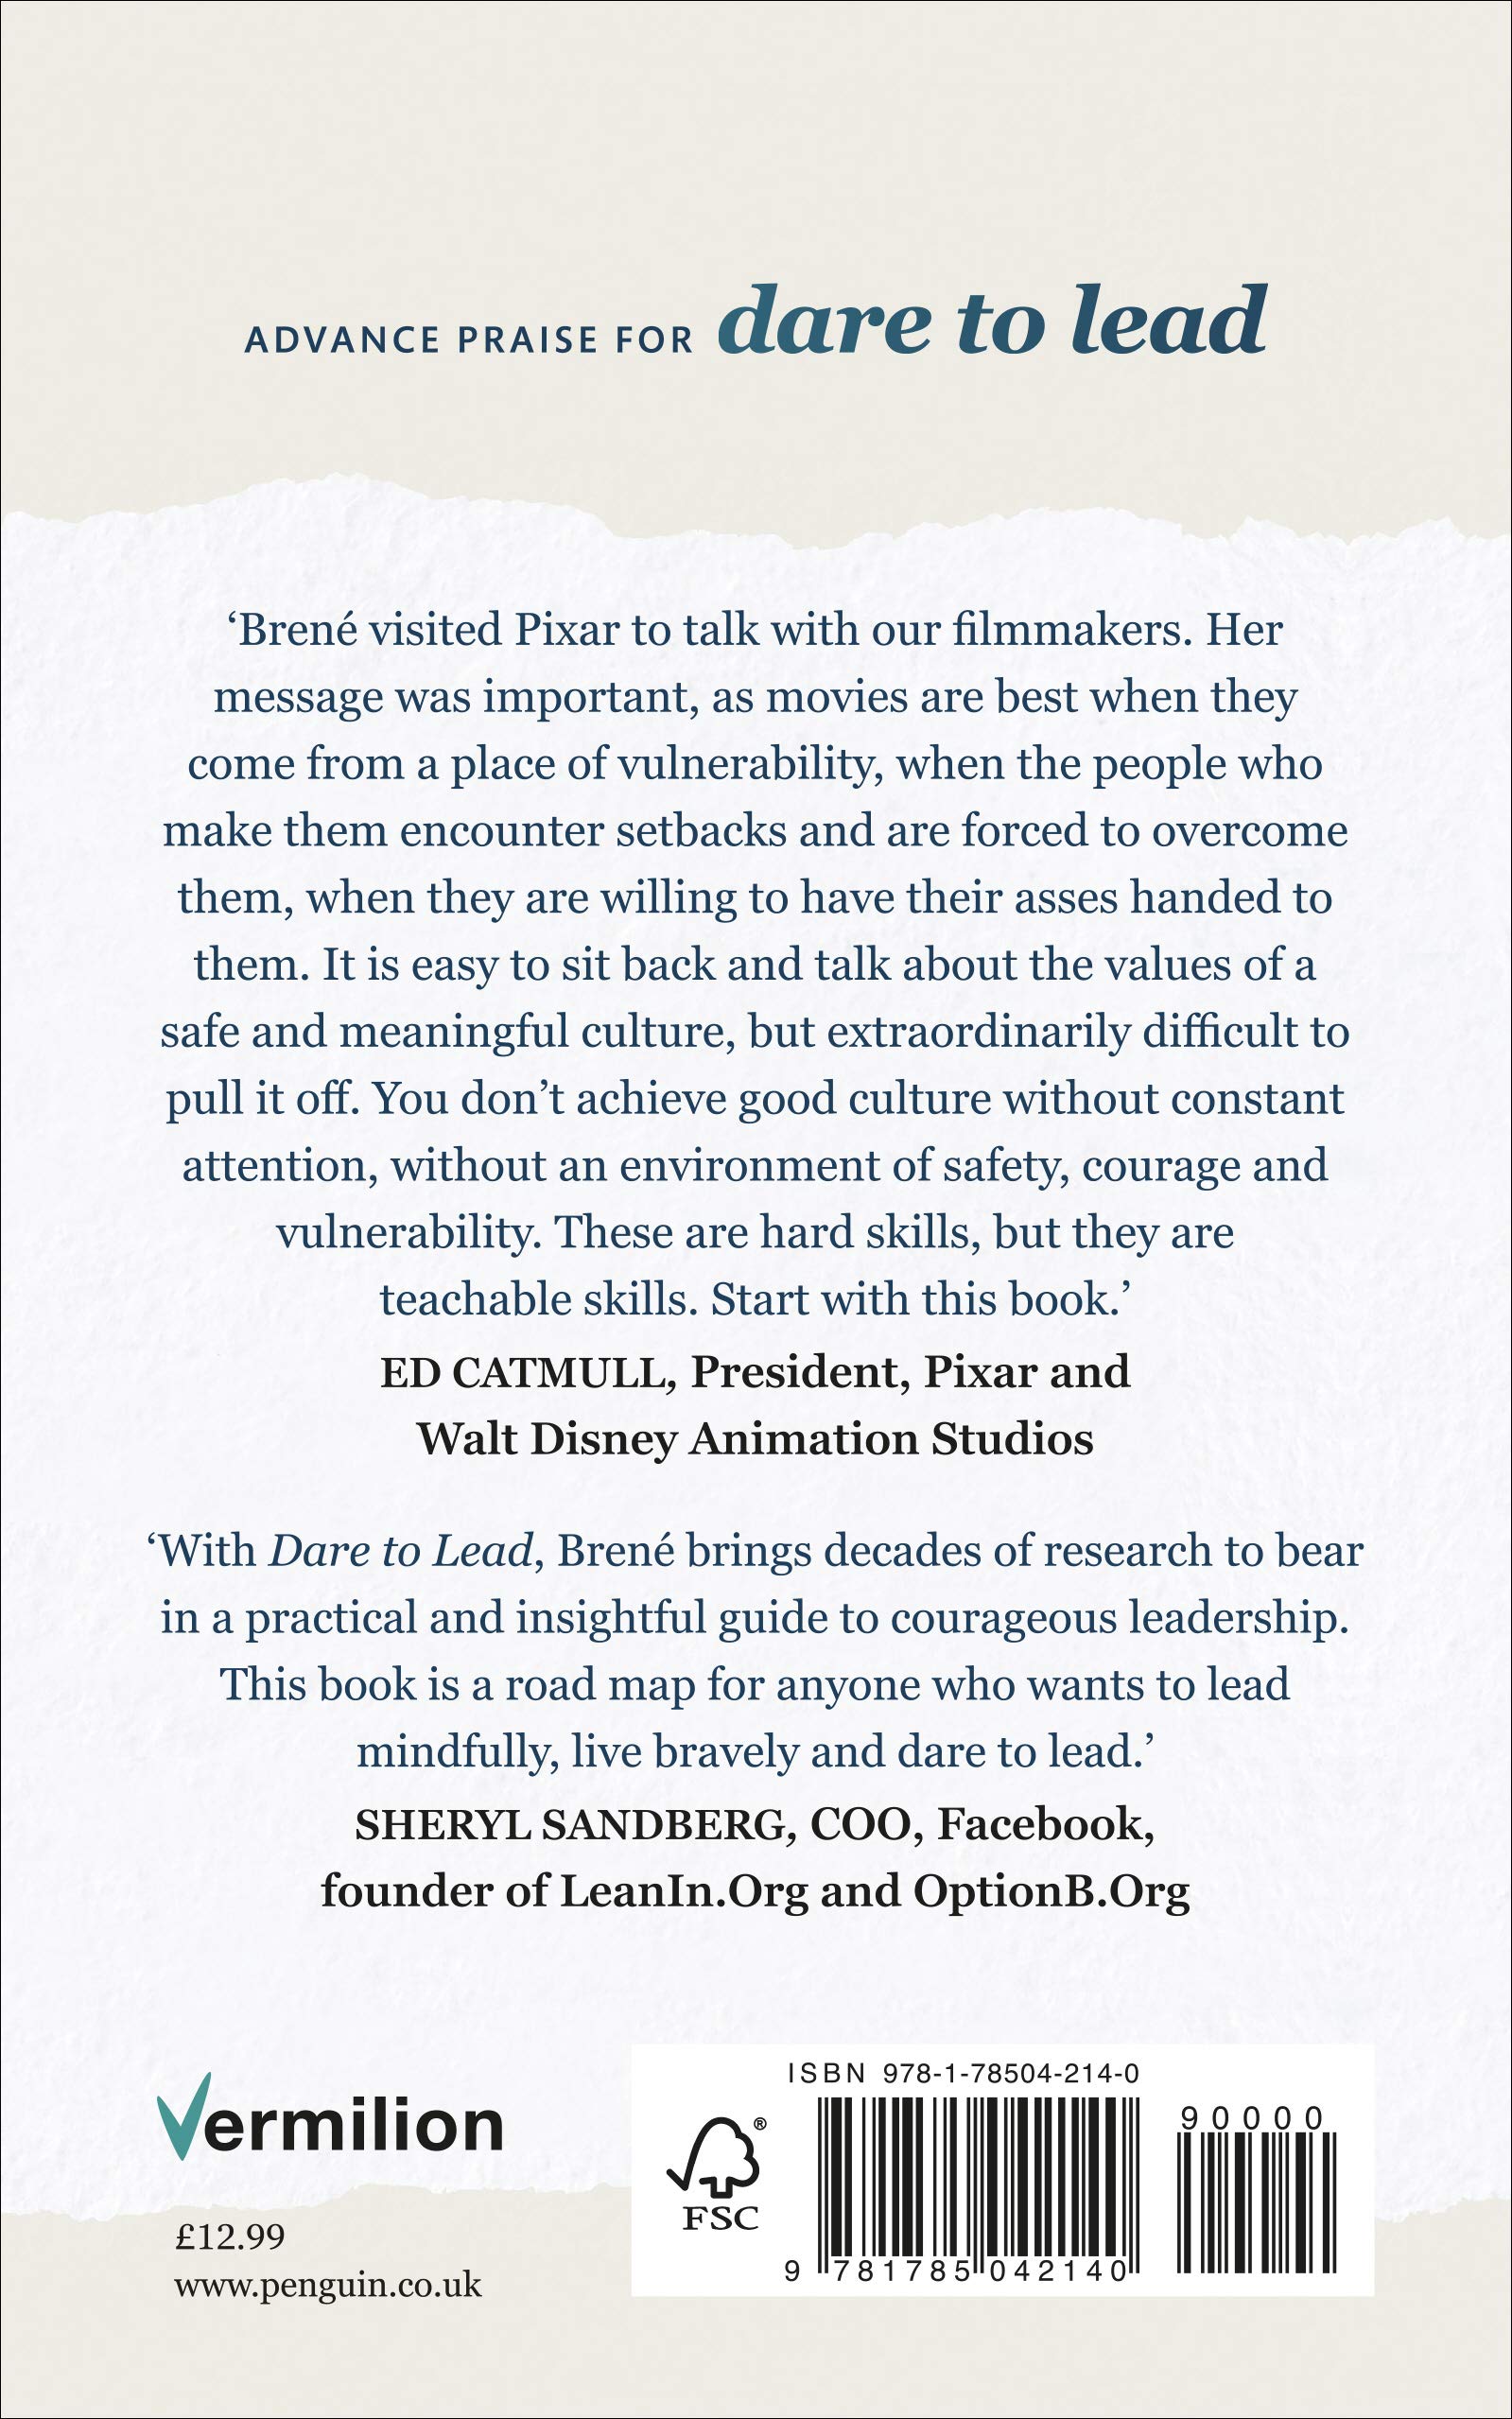 ADVANCE PRAISE FOR dare to lead
‘Brené visited Pixar to talk with our filmmakers. Her
message was important, as movies are best when they
come from a place of vulnerability, when the people who
make them encounter setbacks and are forced to overcome
them, when they are willing to have their asses handed to
them. It is easy to sit back and talk about the values of a
safe and meaningful culture, but extraordinarily difficult to
pull it off. You don’t achieve good culture without constant
attention, without an environment of safety, courage and
vulnerability. These are hard skills, but they are
teachable skills. Start with this book.’
ED CATMULL, President, Pixar and
Walt Disney Animation Studios
‘With Dare to Lead, Brené brings decades of research to bear
in a practical and insightful guide to courageous leadership.
This book is a road map for anyone who wants to lead
mindfully, live bravely and dare to lead.’
SHERYL SANDBERG, COO, Facebook,
founder of LeanIn.Org and OptionB.Org
Vermilion
£12.99
www.penguin.co.uk
®
FSC
ISBN 978-1-78504-214-0
9 781785 042140
90000